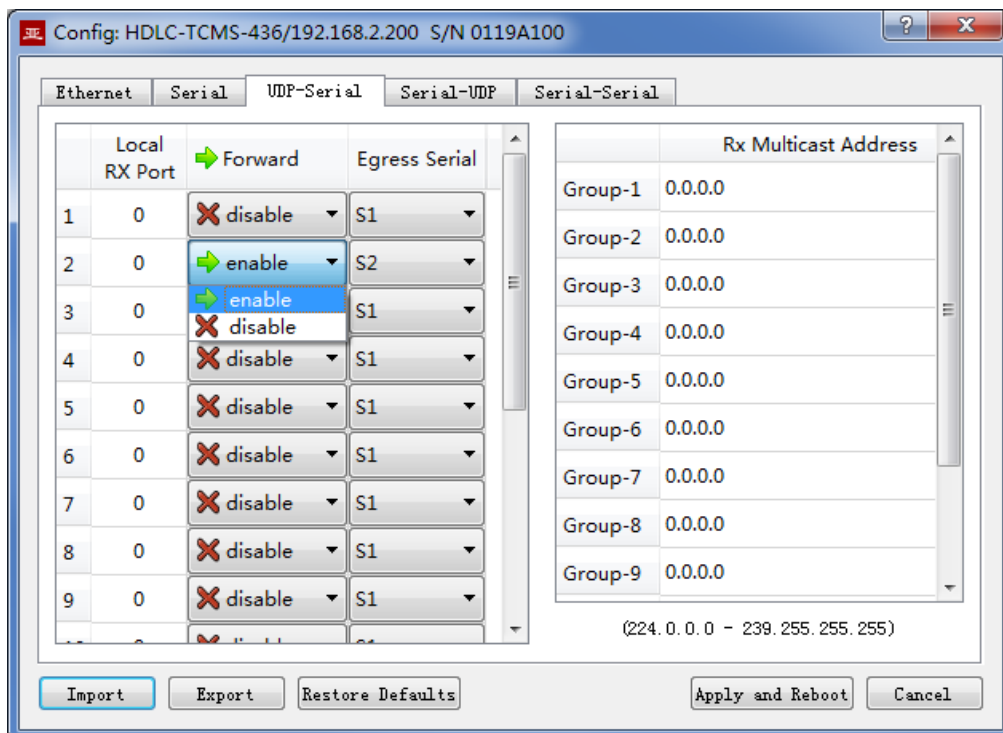 亚 Config: HDLC-TCMS-436/192.168.2.200 S/N 0119A100
Ethernet Serial UDP-Serial Serial-UDP Serial-Serial
Local RX Port Forward Egress Serial
1 0 disable S1
2 0 enable S2
enable
3 0 S1
disable
4 0 disable S1
5 0 disable S1
6 0 disable S1
7 0 disable S1
8 0 disable S1
9 0 disable S1
Rx Multicast Address
Group-1 0.0.0.0
Group-2 0.0.0.0
Group-3 0.0.0.0
Group-4 0.0.0.0
Group-5 0.0.0.0
Group-6 0.0.0.0
Group-7 0.0.0.0
Group-8 0.0.0.0
Group-9 0.0.0.0
(224.0.0.0 - 239.255.255.255)
Import Export Restore Defaults Apply and Reboot Cancel